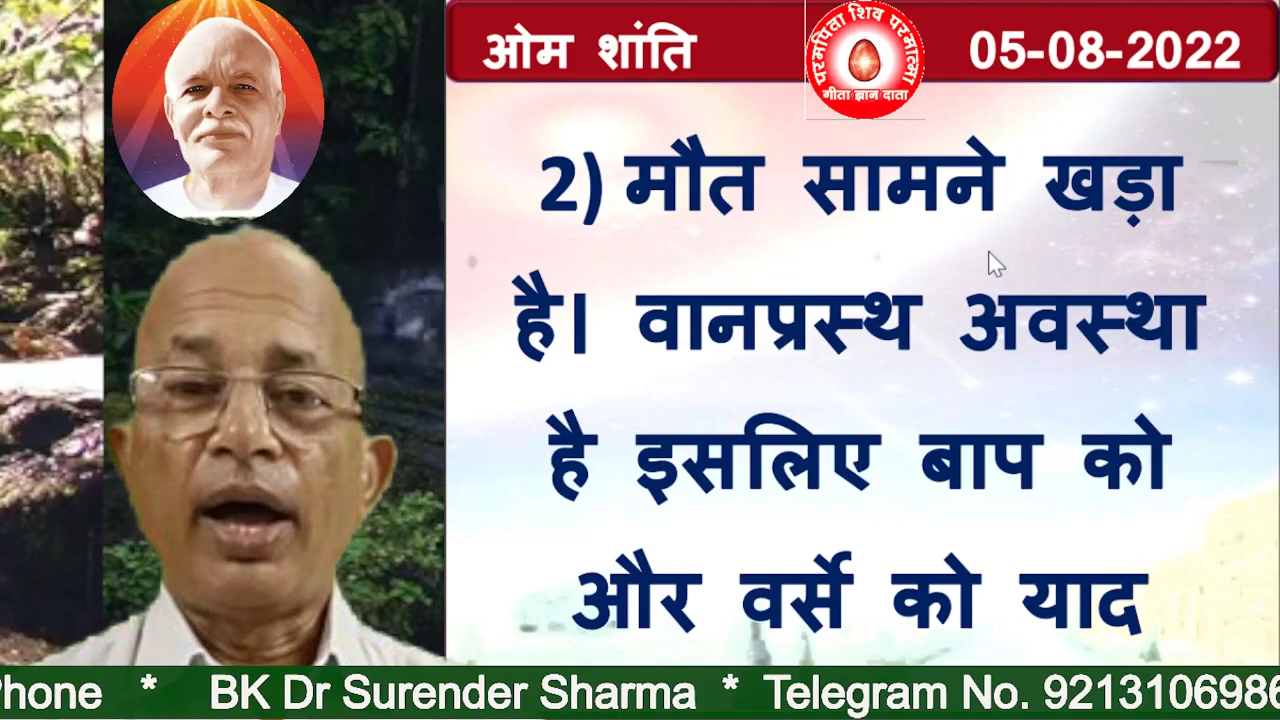 ओम शांति
परमपिता शिव परमात्मा
गीता ज्ञान दाता
05-08-2022
2) मौत सामने खड़ा
है। वानप्रस्थ अवस्था
है इसलिए बाप को
और वर्से को याद
Phone * BK Dr Surender Sharma * Telegram No. 9213106986